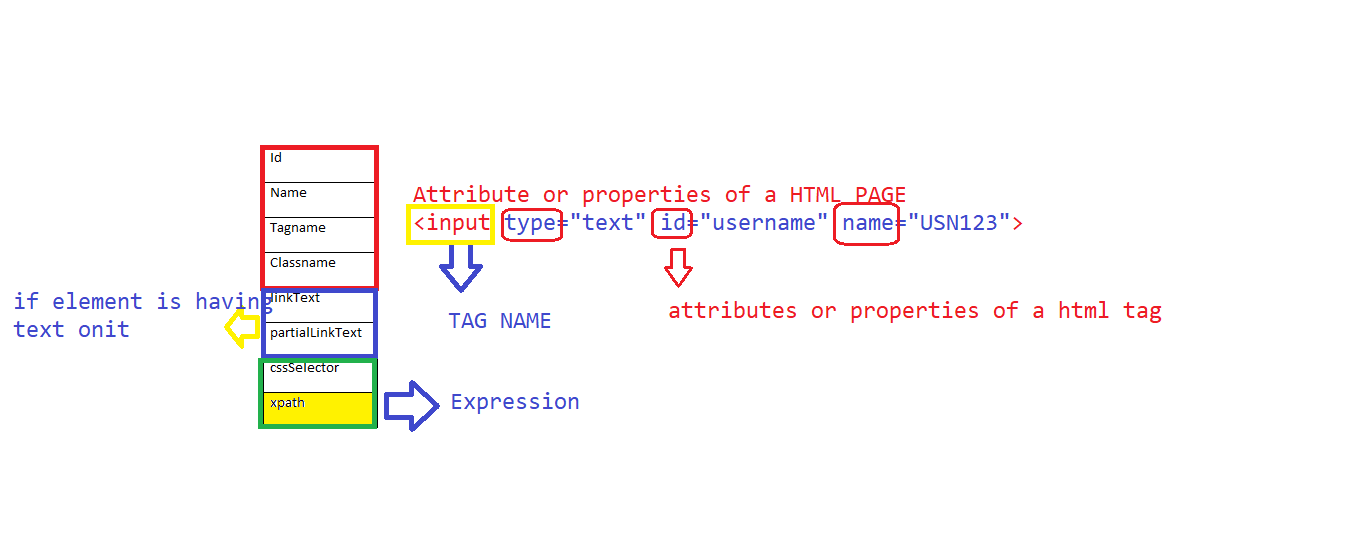 Id
Name
Tagname
Classname
linkText
partialLinkText
cssSelector
xpath
Attribute or properties of a HTML PAGE
<input type="text" id="username" name="USN123">
if element is having
text onit
TAG NAME
attributes or properties of a html tag
Expression